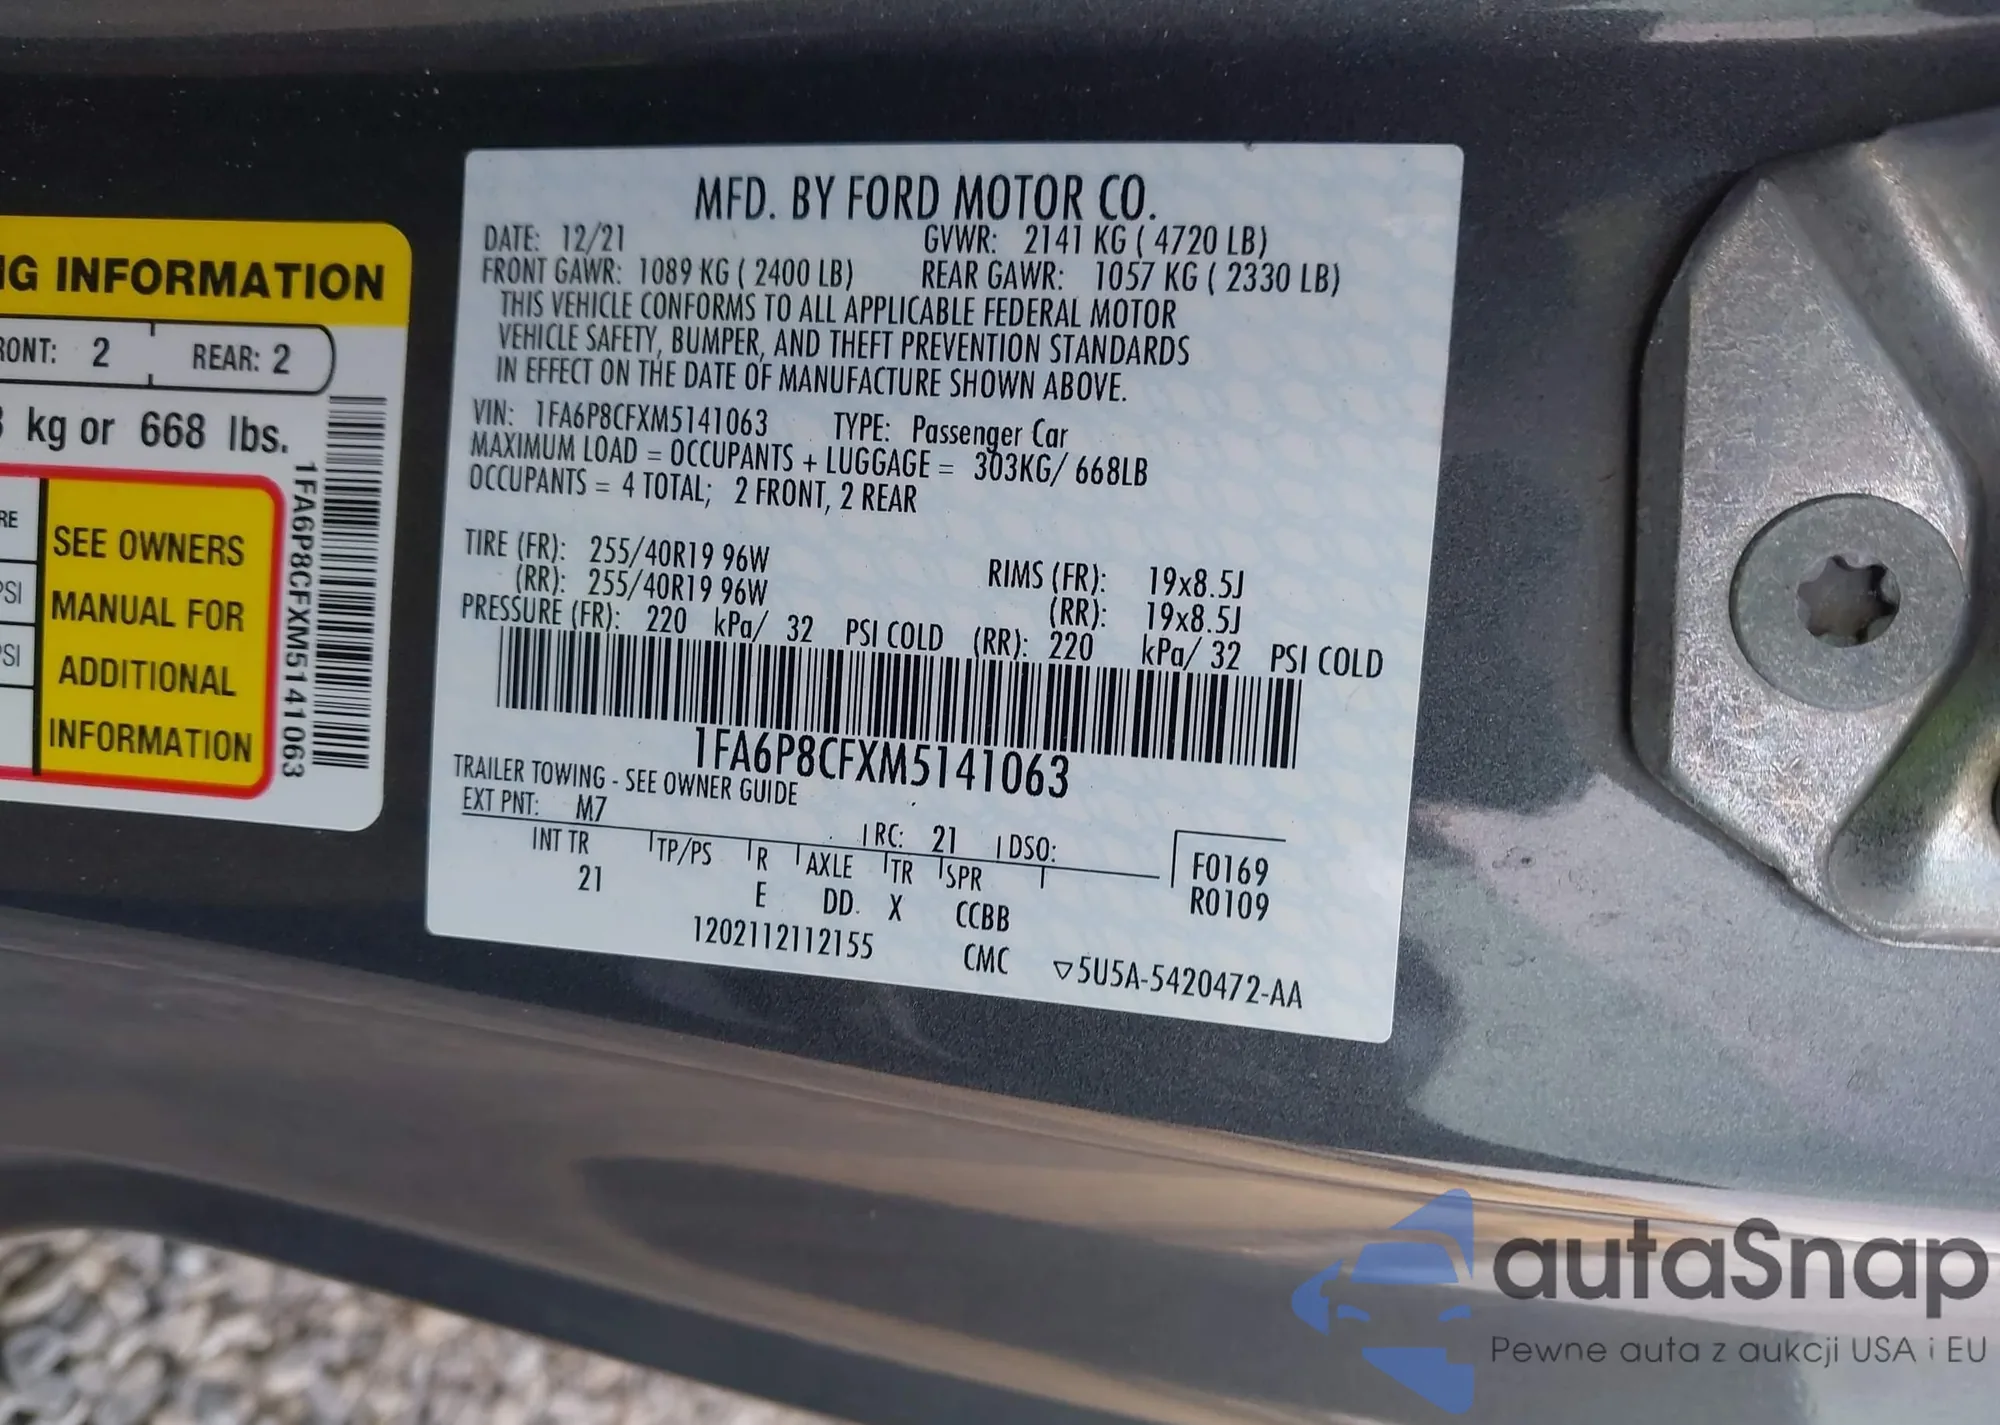 G INFORMATION
RONT: 2 REAR: 2
kg or 668 lbs.
RE
PSI
PSI
SEE OWNERS
MANUAL FOR
ADDITIONAL
INFORMATION
1FA6P8CFXM5141063
MFD. BY FORD MOTOR CO.
DATE: 12/21 GVWR: 2141 KG ( 4720 LB)
FRONT GAWR: 1089 KG ( 2400 LB) REAR GAWR: 1057 KG ( 2330 LB)
THIS VEHICLE CONFORMS TO ALL APPLICABLE FEDERAL MOTOR
VEHICLE SAFETY, BUMPER, AND THEFT PREVENTION STANDARDS
IN EFFECT ON THE DATE OF MANUFACTURE SHOWN ABOVE.
VIN: 1FA6P8CFXM5141063 TYPE: Passenger Car
MAXIMUM LOAD = OCCUPANTS + LUGGAGE = 303KG/ 668LB
OCCUPANTS = 4 TOTAL; 2 FRONT, 2 REAR
TIRE (FR): 255/40R19 96W RIMS (FR): 19x8.5J
(RR): 255/40R19 96W (RR): 19x8.5J
PRESSURE (FR): 220 kPa/ 32 PSI COLD (RR): 220 kPa/ 32 PSI COLD
1FA6P8CFXM5141063
TRAILER TOWING - SEE OWNER GUIDE
EXT PNT: M7 RC: 21 DSO:
INT TR TP/PS R AXLE TR SPR F0169
21 E DD. X CCBB R0109
1202112112155 CMC ▽5U5A-5420472-AA
autaSnap
Pewne auta z aukcji USA i EU